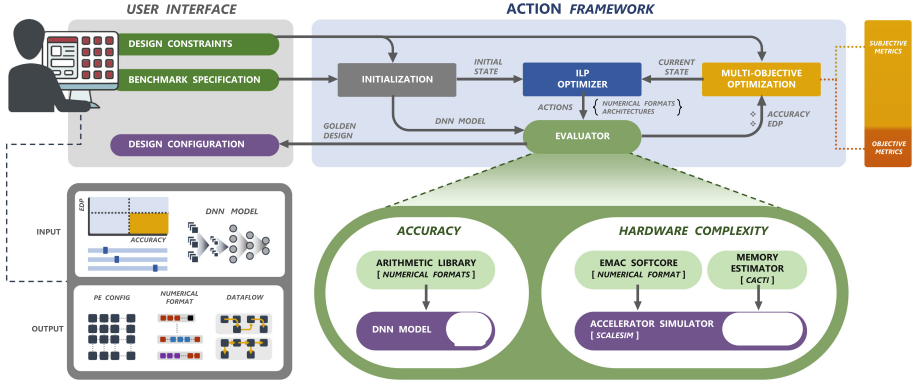 USER INTERFACE
ACTION FRAMEWORK
DESIGN CONSTRAINTS
BENCHMARK SPECIFICATION
DESIGN CONFIGURATION
INITIALIZATION
INITIAL
STATE
ILP
OPTIMIZER
CURRENT
STATE
MULTI-OBJECTIVE
OPTIMIZATION
SUBJECTIVE
METRICS
OBJECTIVE
METRICS
ACTIONS
{ NUMERICAL FORMATS
ARCHITECTURES }
ACCURACY
EDP
GOLDEN
DESIGN
DNN MODEL
EVALUATOR
INPUT
EDP
ACCURACY
DNN MODEL
OUTPUT
PE CONFIG
NUMERICAL
FORMAT
DATAFLOW
ACCURACY
ARITHMETIC LIBRARY
[ NUMERICAL FORMATS ]
DNN MODEL
HARDWARE COMPLEXITY
EMAC SOFTCORE
[ NUMERICAL FORMAT ]
MEMORY
ESTIMATOR
[ CACTI ]
ACCELERATOR SIMULATOR
[ SCALESIM ]